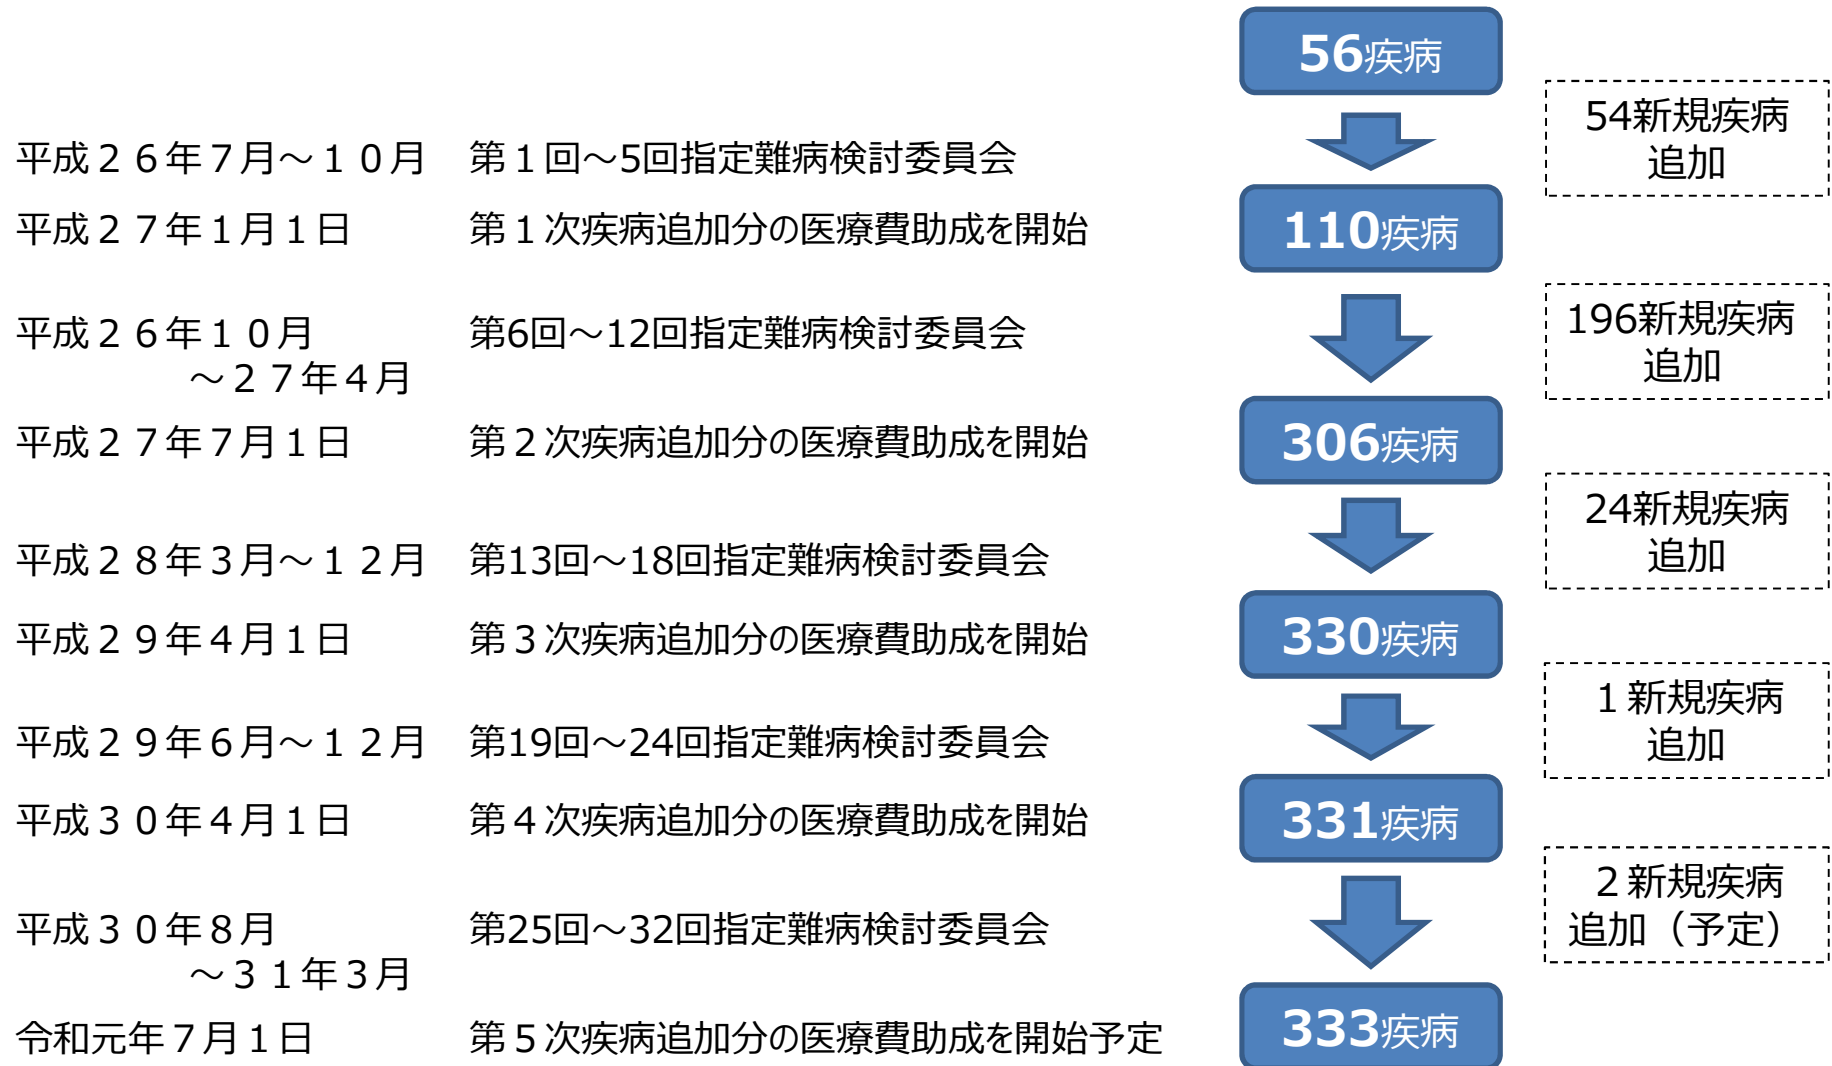 56疾病
54新規疾病
追加
平成２６年７月～１０月　第１回～5回指定難病検討委員会
平成２７年１月１日　第１次疾病追加分の医療費助成を開始
110疾病
196新規疾病
追加
平成２６年１０月　第6回～12回指定難病検討委員会
～２７年４月
平成２７年７月１日　第２次疾病追加分の医療費助成を開始
306疾病
24新規疾病
追加
平成２８年３月～１２月　第13回～18回指定難病検討委員会
平成２９年４月１日　第３次疾病追加分の医療費助成を開始
330疾病
１新規疾病
追加
平成２９年６月～１２月　第19回～24回指定難病検討委員会
平成３０年４月１日　第４次疾病追加分の医療費助成を開始
331疾病
２新規疾病
追加（予定）
平成３０年８月　第25回～32回指定難病検討委員会
～３１年３月
令和元年７月１日　第５次疾病追加分の医療費助成を開始予定
333疾病